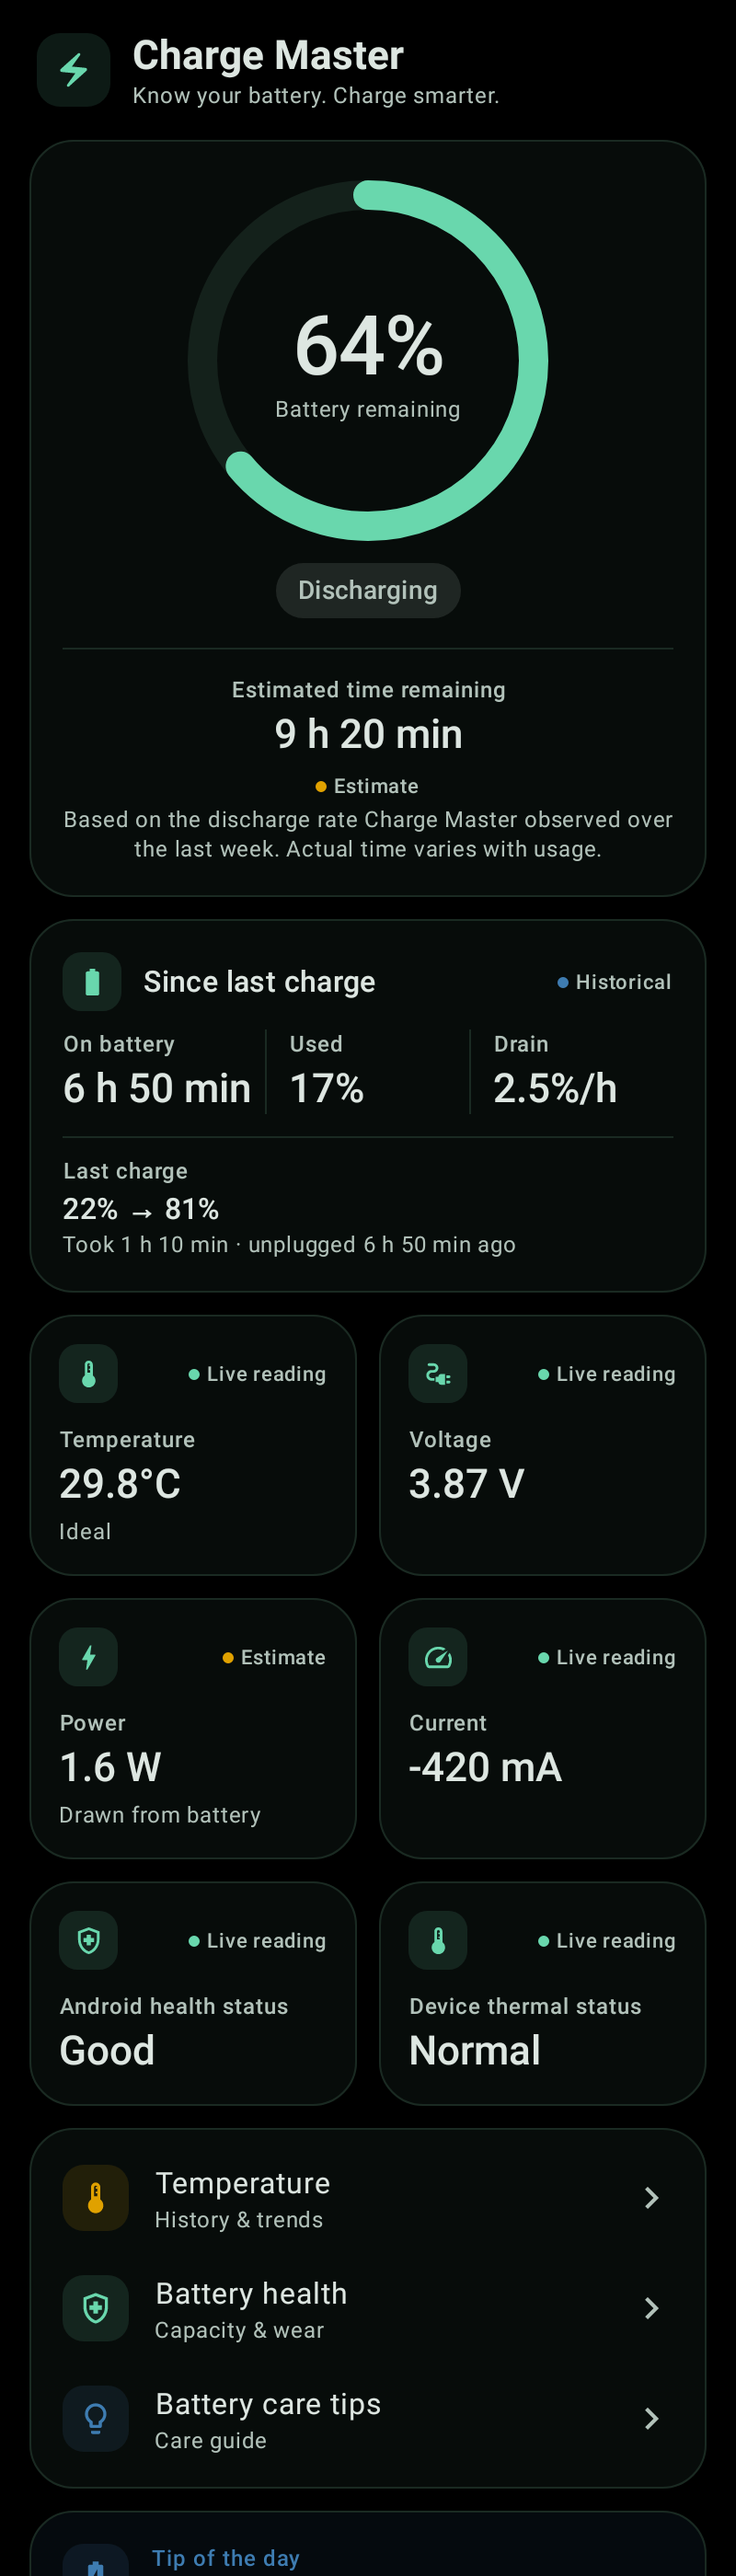 Charge Master
Know your battery. Charge smarter.
64%
Battery remaining
Discharging
Estimated time remaining
9 h 20 min
Estimate
Based on the discharge rate Charge Master observed over
the last week. Actual time varies with usage.
Since last charge
Historical
On battery
6 h 50 min
Used
17%
Drain
2.5%/h
Last charge
22% → 81%
Took 1 h 10 min · unplugged 6 h 50 min ago
Live reading
Temperature
29.8°C
Ideal
Live reading
Voltage
3.87 V
Estimate
Power
1.6 W
Drawn from battery
Live reading
Current
-420 mA
Live reading
Android health status
Good
Live reading
Device thermal status
Normal
Temperature
History & trends
Battery health
Capacity & wear
Battery care tips
Care guide
Tip of the day